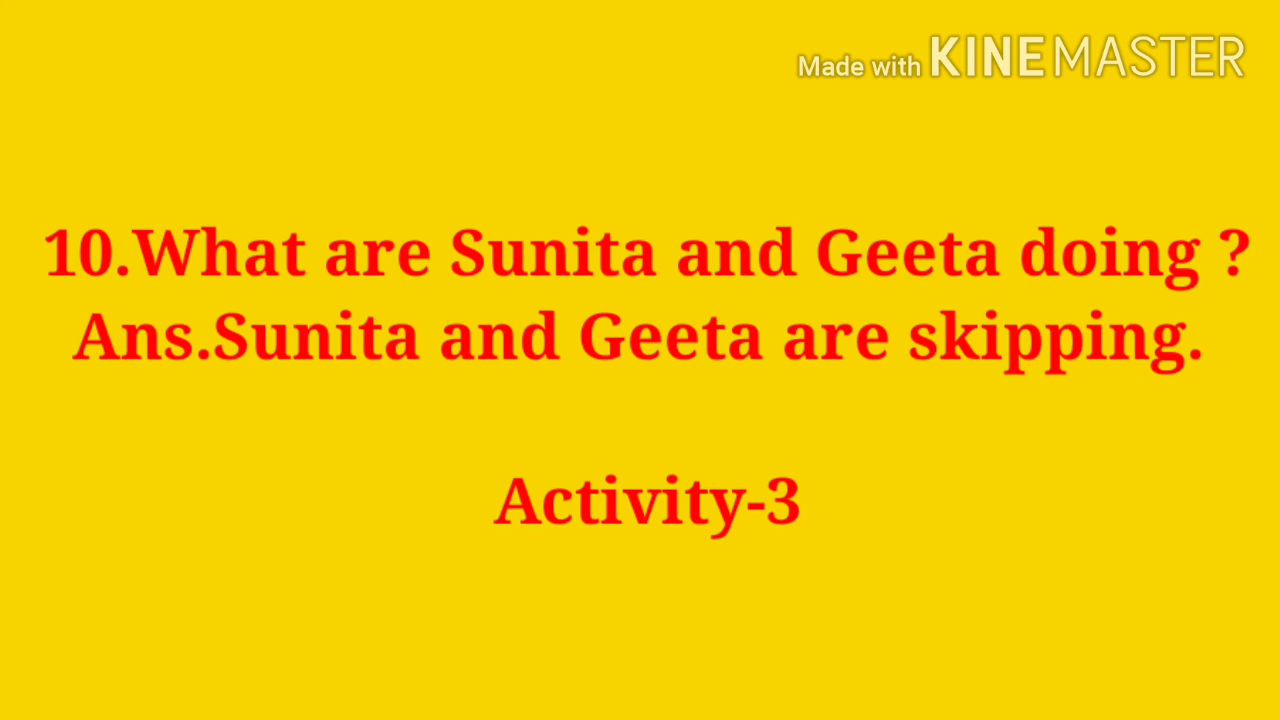 Made with KINEMASTER
10.What are Sunita and Geeta doing ?
Ans.Sunita and Geeta are skipping.
Activity-3